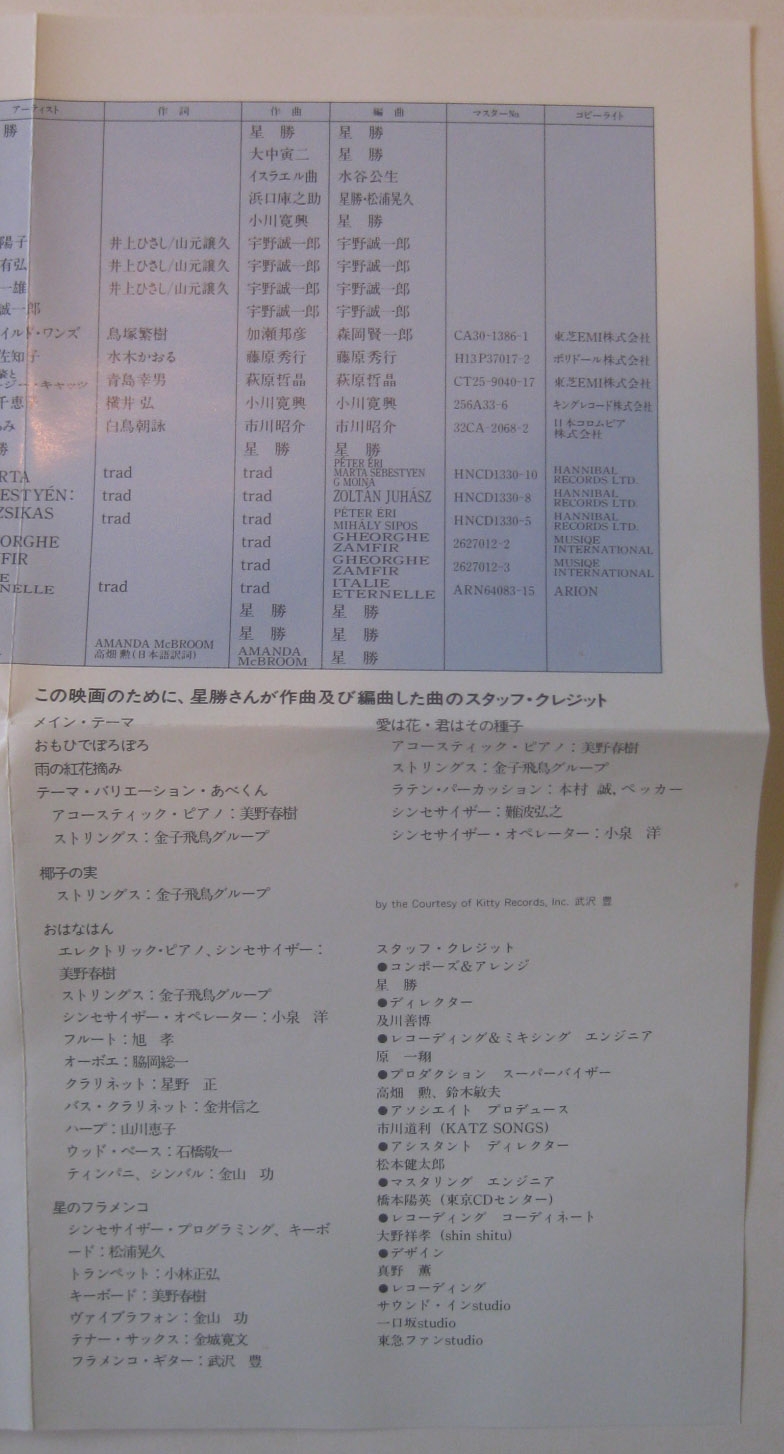 アーティスト 作詞 作曲 編曲 マスターNo. コピーライト
勝 星 勝 星 勝
大中寅二 星 勝
イスラエル曲 水谷公生
浜口庫之助 星勝・松浦晃久
小川寛興 星 勝
陽子 井上ひさし/山元護久 宇野誠一郎 宇野誠一郎
有弘 井上ひさし/山元護久 宇野誠一郎 宇野誠一郎
一雄 井上ひさし/山元護久 宇野誠一郎 宇野誠一郎
誠一郎 宇野誠一郎 宇野誠一郎
イルド・ワンズ 鳥塚繁樹 加瀬邦彦 森岡賢一郎 CA30-1386-1 東芝EMI株式会社
佐知子 水木かおる 藤原秀行 藤原秀行 H13P37017-2 ポリドール株式会社
ージー・キャッツ 青島幸男 萩原哲晶 萩原哲晶 CT25-9040-17 東芝EMI株式会社
千恵 横井 弘 小川寛興 小川寛興 256A33-6 キングレコード株式会社
み 白鳥朝詠 市川昭介 市川昭介 32CA-2068-2 日本コロムビア株式会社
勝 星 勝 星 勝
RTA trad trad PÉTER ÉRI MARTA SEBESTYEN G MOINA HNCD1330-10 HANNIBAL RECORDS LTD.
ESTYÉN: trad trad ZOLTÁN JUHÁSZ HNCD1330-8 HANNIBAL RECORDS LTD.
ZSIKAS trad trad PÉTER ÉRI MIHÁLY SIPOS HNCD1330-5 HANNIBAL RECORDS LTD.
ORGHE trad GHEORGHE ZAMFIR 2627012-2 MUSIQE INTERNATIONAL
FIR trad GHEORGHE ZAMFIR 2627012-3 MUSIQE INTERNATIONAL
E RNELLE trad trad ITALIE ETERNELLE ARN64083-15 ARION
星 勝 星 勝
星 勝 星 勝
AMANDA McBROOM 高畑 勲(日本語訳詞) AMANDA McBROOM 星 勝
この映画のために、星勝さんが作曲及び編曲した曲のスタッフ・クレジット
メイン・テーマ
おもひでぽろぽろ
雨の紅花摘み
テーマ・バリエーション・あべくん
アコースティック・ピアノ：美野春樹
ストリングス：金子飛鳥グループ
椰子の実
ストリングス：金子飛鳥グループ
おはなはん
エレクトリック・ピアノ、シンセサイザー：
美野春樹
ストリングス：金子飛鳥グループ
シンセサイザー・オペレーター：小泉 洋
フルート：旭 孝
オーボエ：脇岡総一
クラリネット：星野 正
バス・クラリネット：金井信之
ハープ：山川恵子
ウッド・ベース：石橋敬一
ティンパニ、シンバル：金山 功
星のフラメンコ
シンセサイザー・プログラミング、キーボ
ード：松浦晃久
トランペット：小林正弘
キーボード：美野春樹
ヴァイブラフォン：金山 功
テナー・サックス：金城寛文
フラメンコ・ギター：武沢 豊
愛は花・君はその種子
アコースティック・ピアノ：美野春樹
ストリングス：金子飛鳥グループ
ラテン・パーカッション：本村 誠、ペッカー
シンセサイザー：難波弘之
シンセサイザー・オペレーター：小泉 洋
by the Courtesy of Kitty Records, Inc. 武沢 豊
スタッフ・クレジット
●コンポーズ&アレンジ
星 勝
●ディレクター
及川善博
●レコーディング&ミキシング エンジニア
原 一翔
●プロダクション スーパーバイザー
高畑 勲、鈴木敏夫
●アソシエイト プロデュース
市川道利 (KATZ SONGS)
●アシスタント ディレクター
松本健太郎
●マスタリング エンジニア
橋本陽英 (東京CDセンター)
●レコーディング コーディネート
大野祥孝 (shin shitu)
●デザイン
真野 薫
●レコーディング
サウンド・インstudio
一口坂studio
東急ファンstudio